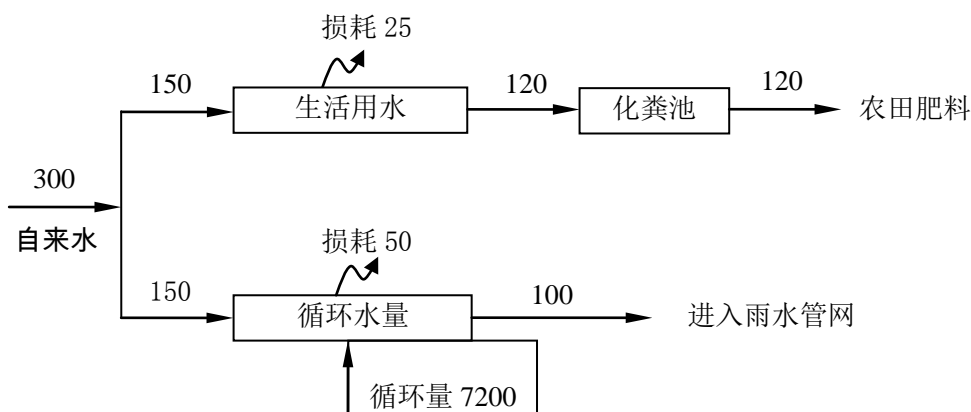 损耗 25
150
生活用水
120
化粪池
120
农田肥料
300
自来水
损耗 50
150
循环水量
100
进入雨水管网
循环量 7200